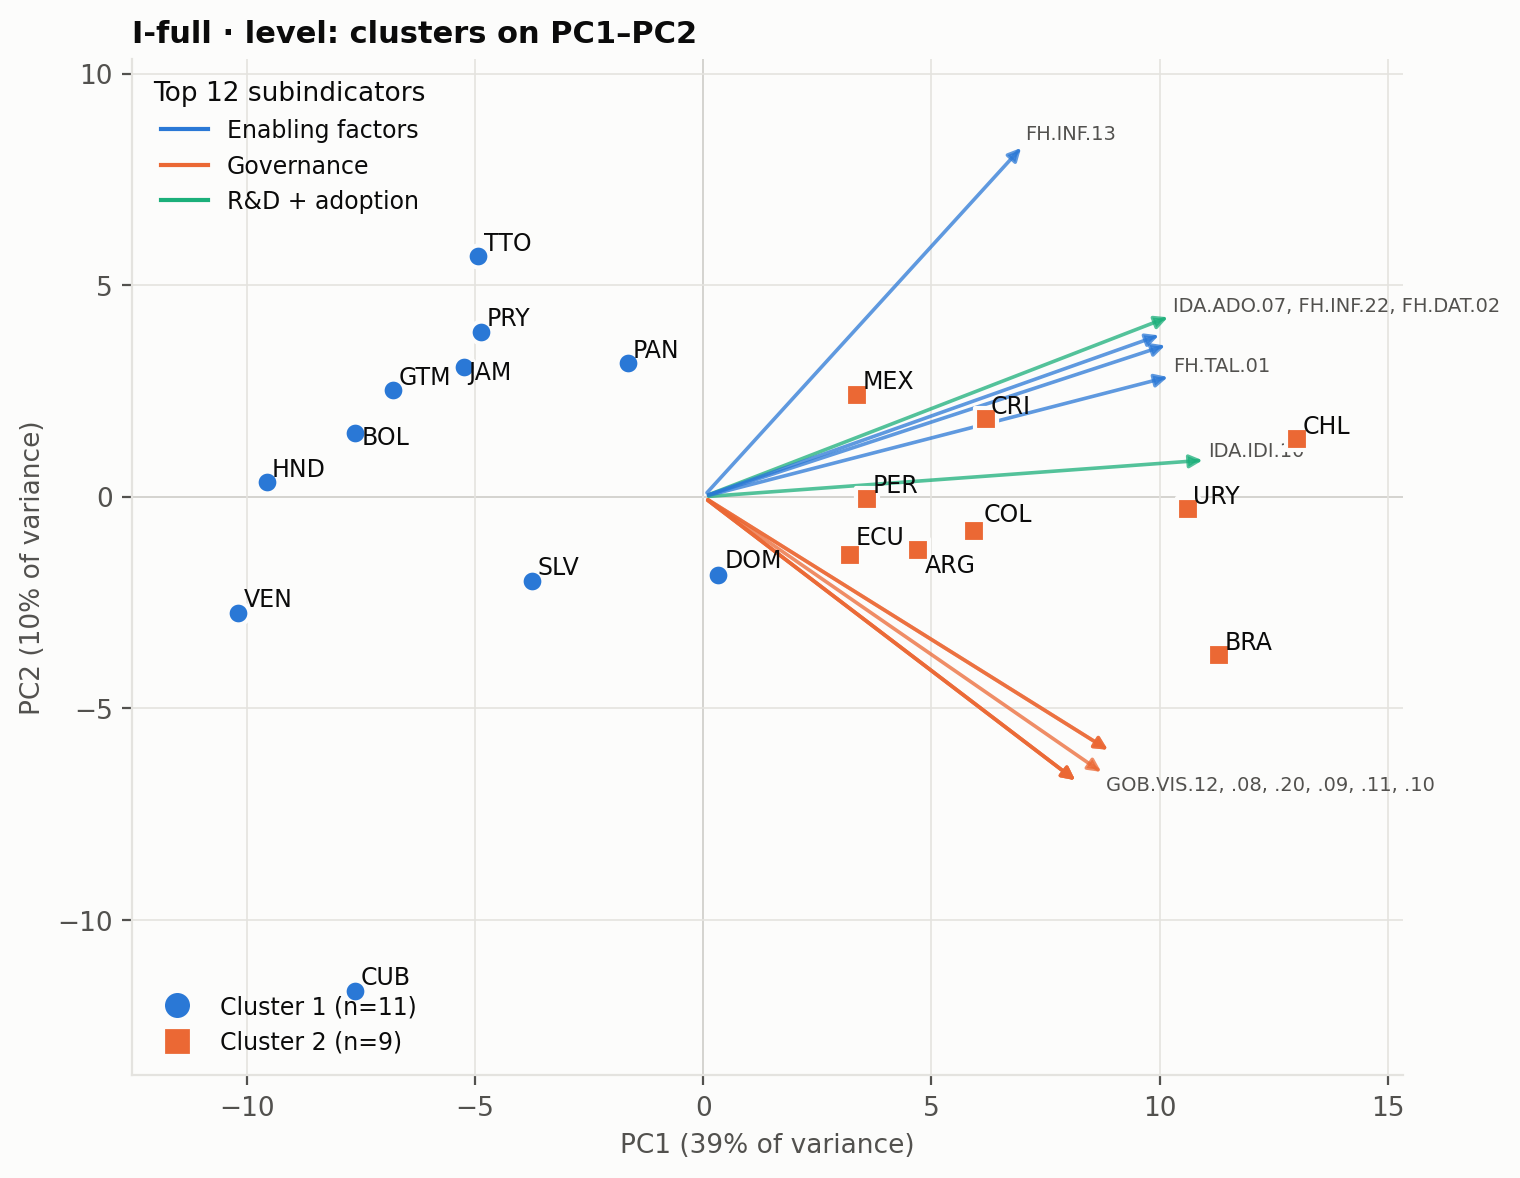 I-full · level: clusters on PC1–PC2
Top 12 subindicators
Enabling factors
Governance
R&D + adoption
FH.INF.13
IDA.ADO.07, FH.INF.22, FH.DAT.02
FH.TAL.01
IDA.IDI.10
TTO
PRY
PAN
JAM
GTM
BOL
HND
MEX
CRI
CHL
PER
URY
COL
ECU
ARG
DOM
SLV
VEN
BRA
GOB.VIS.12, .08, .20, .09, .11, .10
CUB
Cluster 1 (n=11)
Cluster 2 (n=9)
10
5
0
−5
−10
PC2 (10% of variance)
−10
−5
0
5
10
15
PC1 (39% of variance)